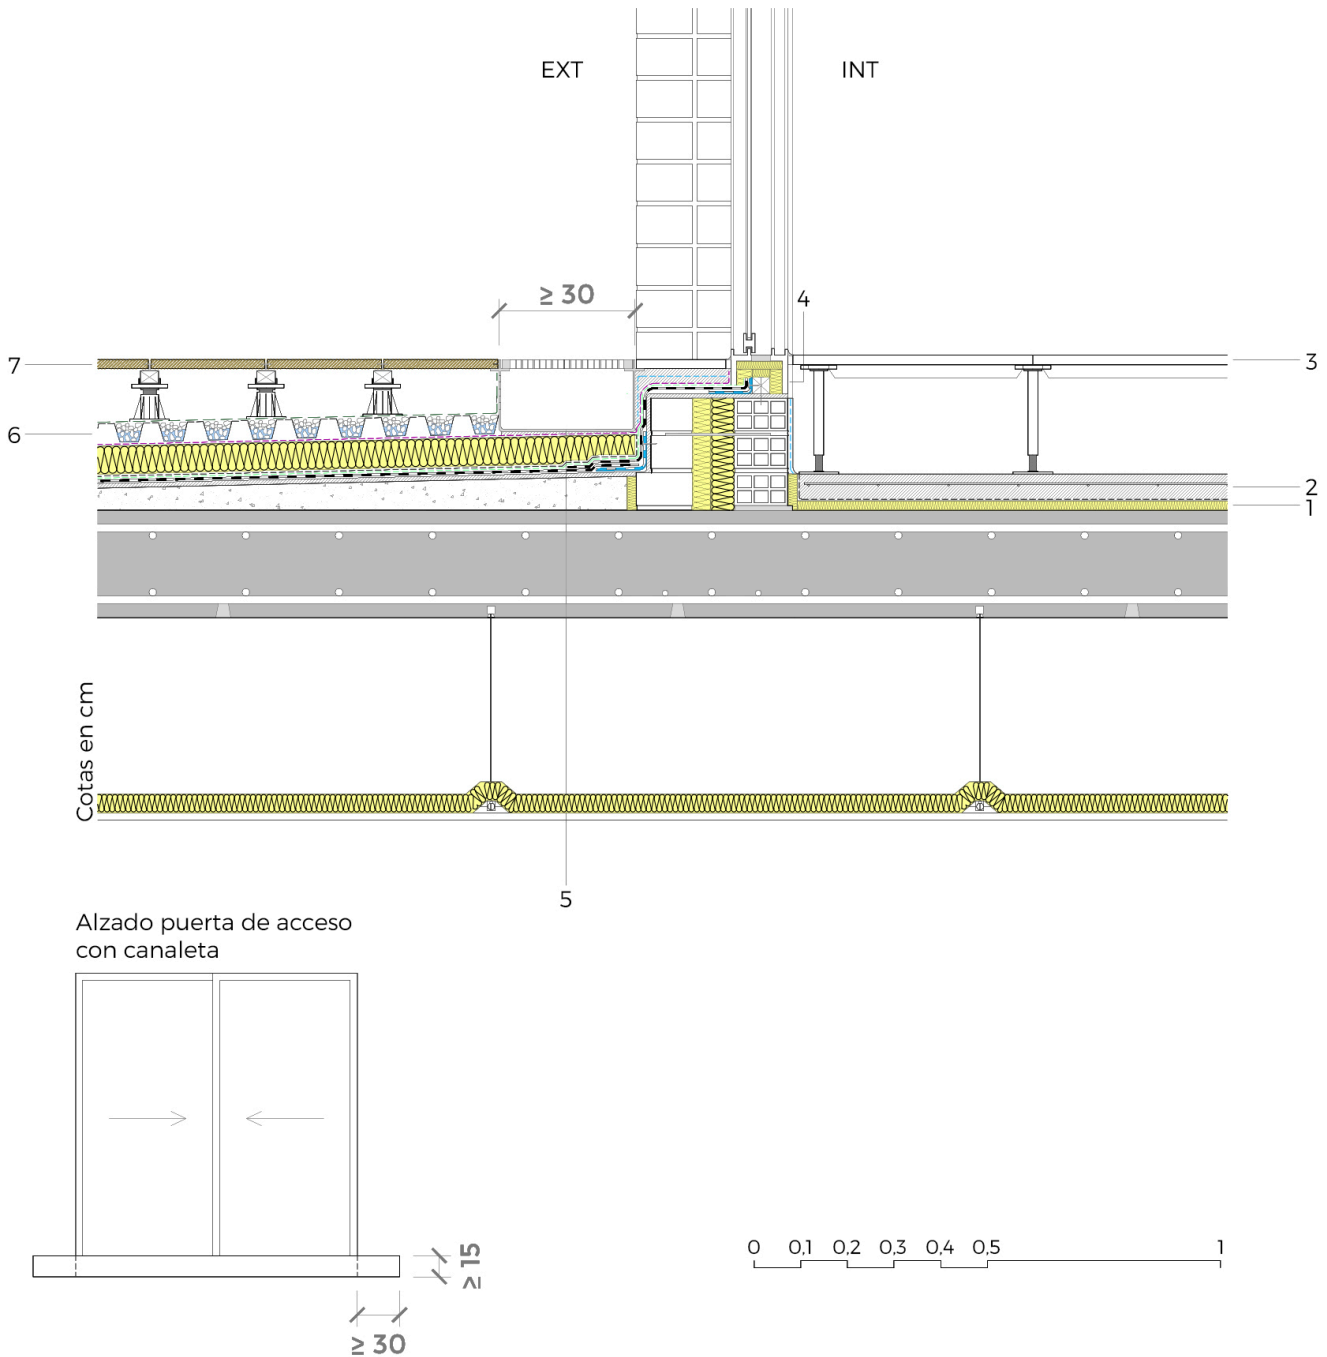 EXT
INT
≥ 30
4
7
3
6
2
1
Cotas en cm
5
Alzado puerta de acceso
con canaleta
≥ 15
≥ 30
0 0,1 0,2 0,3 0,4 0,5 1